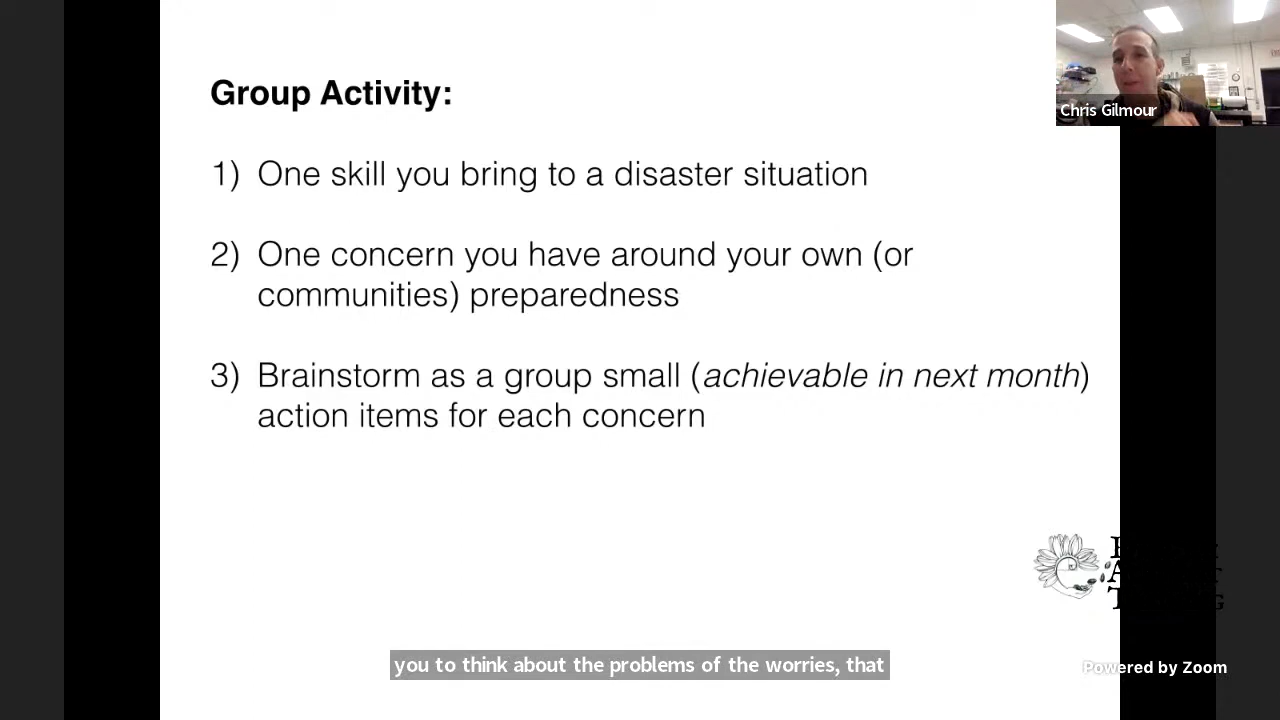 Group Activity:
Chris Gilmour
1) One skill you bring to a disaster situation
2) One concern you have around your own (or
communities) preparedness
3) Brainstorm as a group small (achievable in next month)
action items for each concern
you to think about the problems of the worries, that
Powered by Zoom